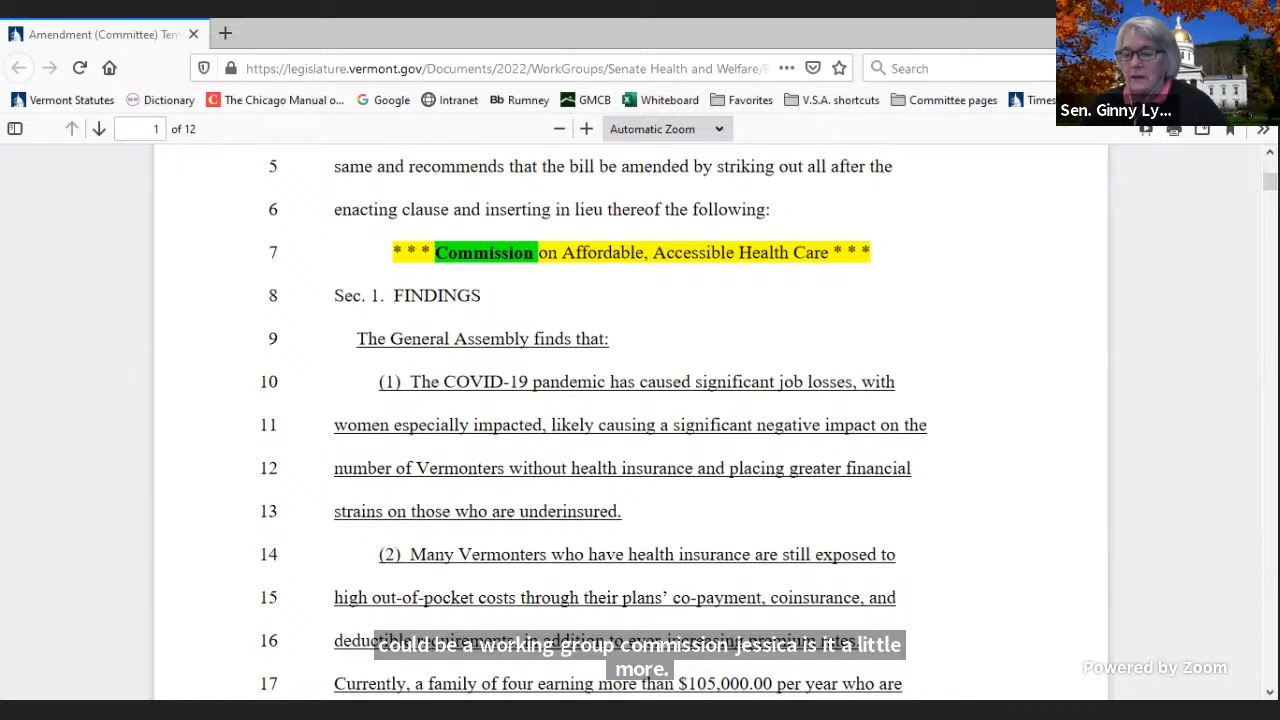 Amendment (Committee) Tem
https://legislature.vermont.gov/Documents/2022/WorkGroups/Senate Health and Welfare/
Search
Vermont Statutes
Dictionary
The Chicago Manual o...
Google
Intranet
Bb Rumney
GMCB
Whiteboard
Favorites
V.S.A. shortcuts
Committee pages
Times
Sen. Ginny Ly...
1 of 12
Automatic Zoom
5 same and recommends that the bill be amended by striking out all after the
6 enacting clause and inserting in lieu thereof the following:
7 * * * Commission on Affordable, Accessible Health Care * * *
8 Sec. 1. FINDINGS
9 The General Assembly finds that:
10 (1) The COVID-19 pandemic has caused significant job losses, with
11 women especially impacted, likely causing a significant negative impact on the
12 number of Vermonters without health insurance and placing greater financial
13 strains on those who are underinsured.
14 (2) Many Vermonters who have health insurance are still exposed to
15 high out-of-pocket costs through their plans' co-payment, coinsurance, and
16
could be a working group commission jessica is it a little
more.
Powered by Zoom
17 Currently, a family of four earning more than $105,000.00 per year who are